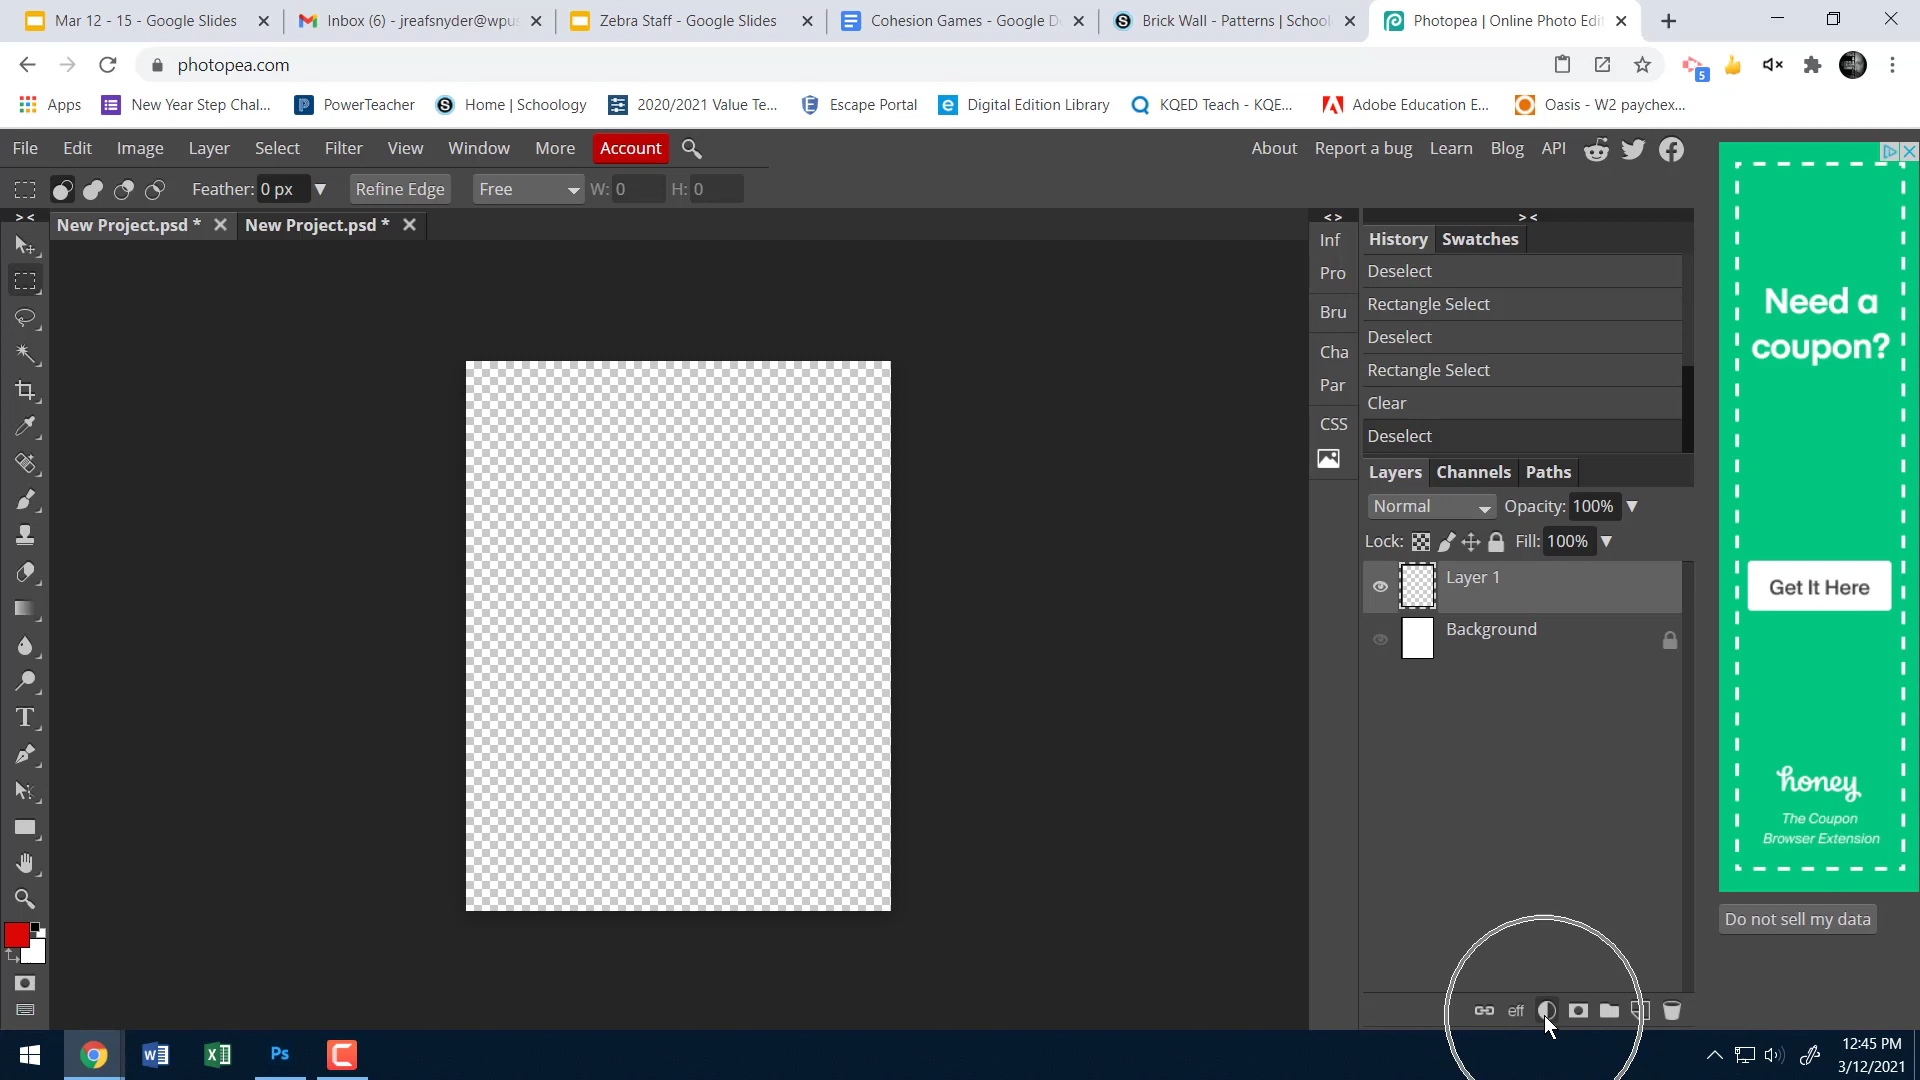 Mar 12 - 15 - Google Slides
Inbox (6) - jreafsnyder@wpus
Zebra Staff - Google Slides
Cohesion Games - Google D
Brick Wall - Patterns | School
Photopea | Online Photo Edit
photopea.com
5
Apps
New Year Step Chal...
PowerTeacher
Home | Schoology
2020/2021 Value Te...
Escape Portal
Digital Edition Library
KQED Teach - KQE...
Adobe Education E...
Oasis - W2 paychex...
File Edit Image Layer Select Filter View Window More Account
About Report a bug Learn Blog API
Feather: 0 px Refine Edge Free W: 0 H: 0
New Project.psd *
New Project.psd *
Inf
Pro
Bru
Cha
Par
CSS
History Swatches
Deselect
Rectangle Select
Deselect
Rectangle Select
Clear
Deselect
Layers Channels Paths
Normal Opacity: 100%
Lock: Fill: 100%
Layer 1
Background
eff
Need a
coupon?
Get It Here
honey
The Coupon
Browser Extension
Do not sell my data
12:45 PM
3/12/2021